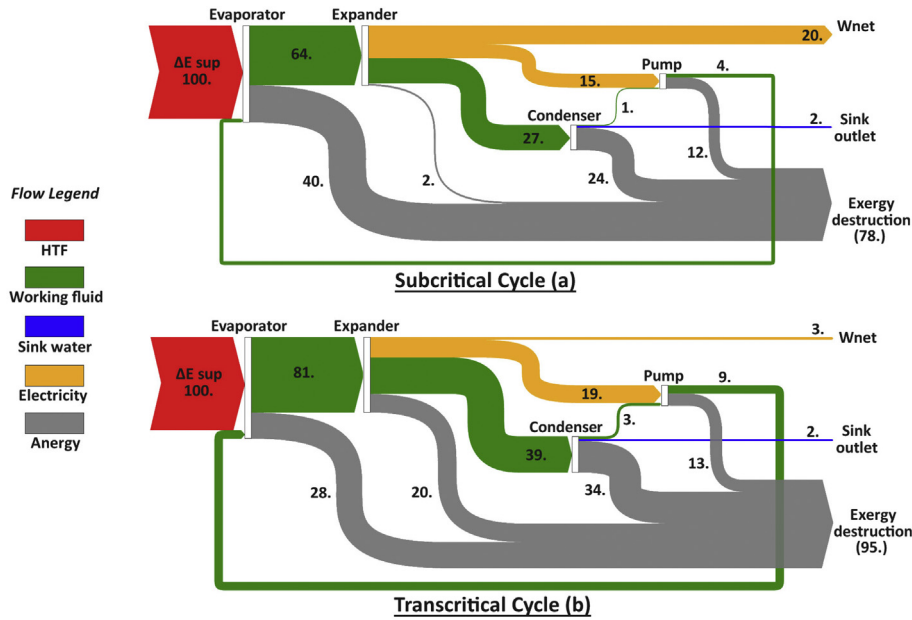 Evaporator
Expander
Wnet
20.
ΔE sup
100.
64.
4.
Pump
15.
Condenser
1.
2.
Sink
outlet
27.
12.
40.
2.
24.
Exergy
destruction
(78.)
Subcritical Cycle (a)
Flow Legend
HTF
Working fluid
Sink water
Electricity
Anergy
Evaporator
Expander
3.
Wnet
ΔE sup
100.
81.
9.
Pump
19.
Condenser
3.
2.
Sink
outlet
39.
13.
28.
20.
34.
Exergy
destruction
(95.)
Transcritical Cycle (b)